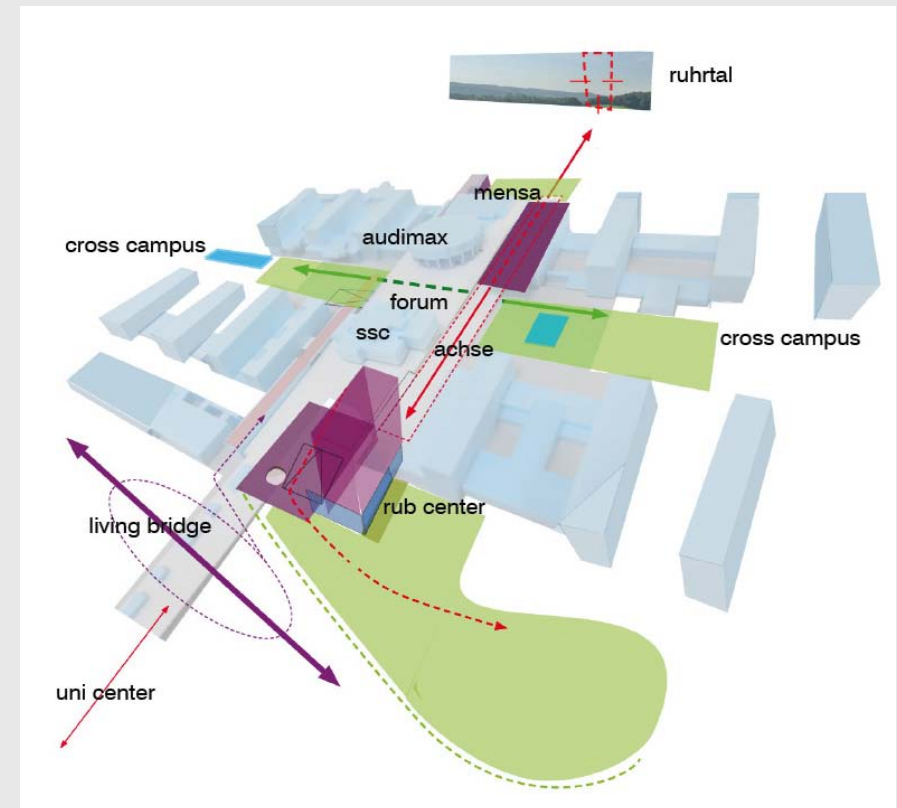 ruhrtal
mensa
audimax
cross campus
forum
ssc
achse
cross campus
rub center
living bridge
uni center